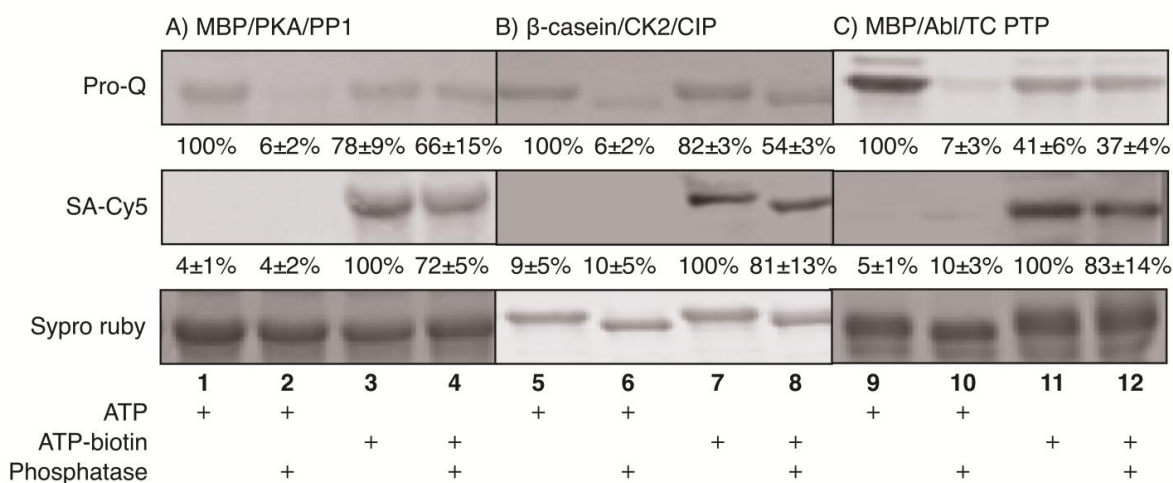 A) MBP/PKA/PP1 B) β-casein/CK2/CIP C) MBP/Abl/TC PTP
Pro-Q
100% 6±2% 78±9% 66±15% 100% 6±2% 82±3% 54±3% 100% 7±3% 41±6% 37±4%
SA-Cy5
4±1% 4±2% 100% 72±5% 9±5% 10±5% 100% 81±13% 5±1% 10±3% 100% 83±14%
Sypro ruby
1 2 3 4 5 6 7 8 9 10 11 12
ATP + + + + + +
ATP-biotin + + + + + +
Phosphatase + + + + + +